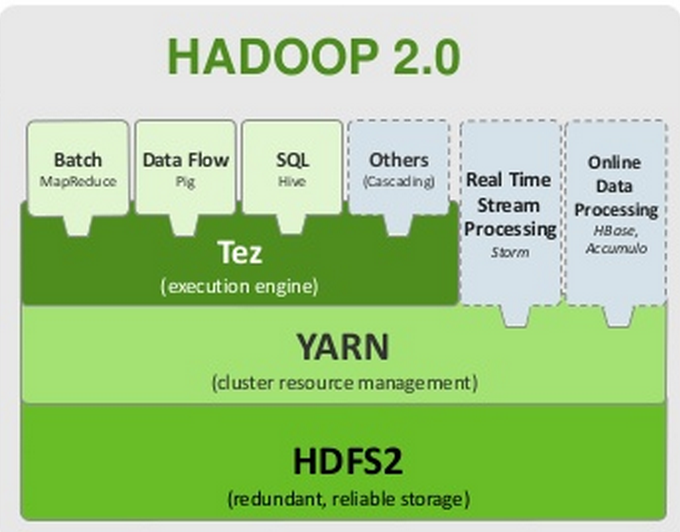 HADOOP 2.0
Batch
MapReduce
Data Flow
Pig
SQL
Hive
Others
(Cascading)
Real Time
Stream
Processing
Storm
Online
Data
Processing
HBase,
Accumulo
Tez
(execution engine)
YARN
(cluster resource management)
HDFS2
(redundant, reliable storage)